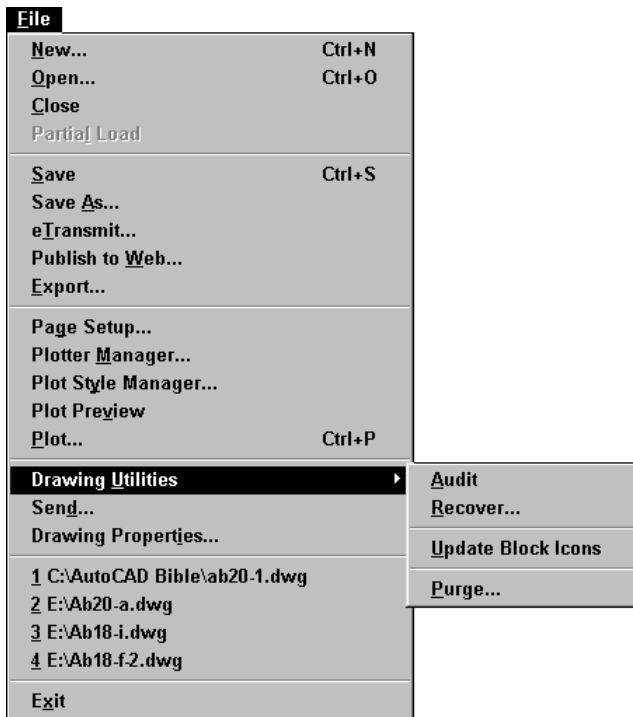 File
New... Ctrl+N
Open... Ctrl+O
Close
Partial Load
Save Ctrl+S
Save As...
eTransmit...
Publish to Web...
Export...
Page Setup...
Plotter Manager...
Plot Style Manager...
Plot Preview
Plot... Ctrl+P
Drawing Utilities
Send...
Drawing Properties...
1 C:\AutoCAD Bible\ab20-1.dwg
2 E:\Ab20-a.dwg
3 E:\Ab18-i.dwg
4 E:\Ab18-f-2.dwg
Exit
Audit
Recover...
Update Block Icons
Purge...